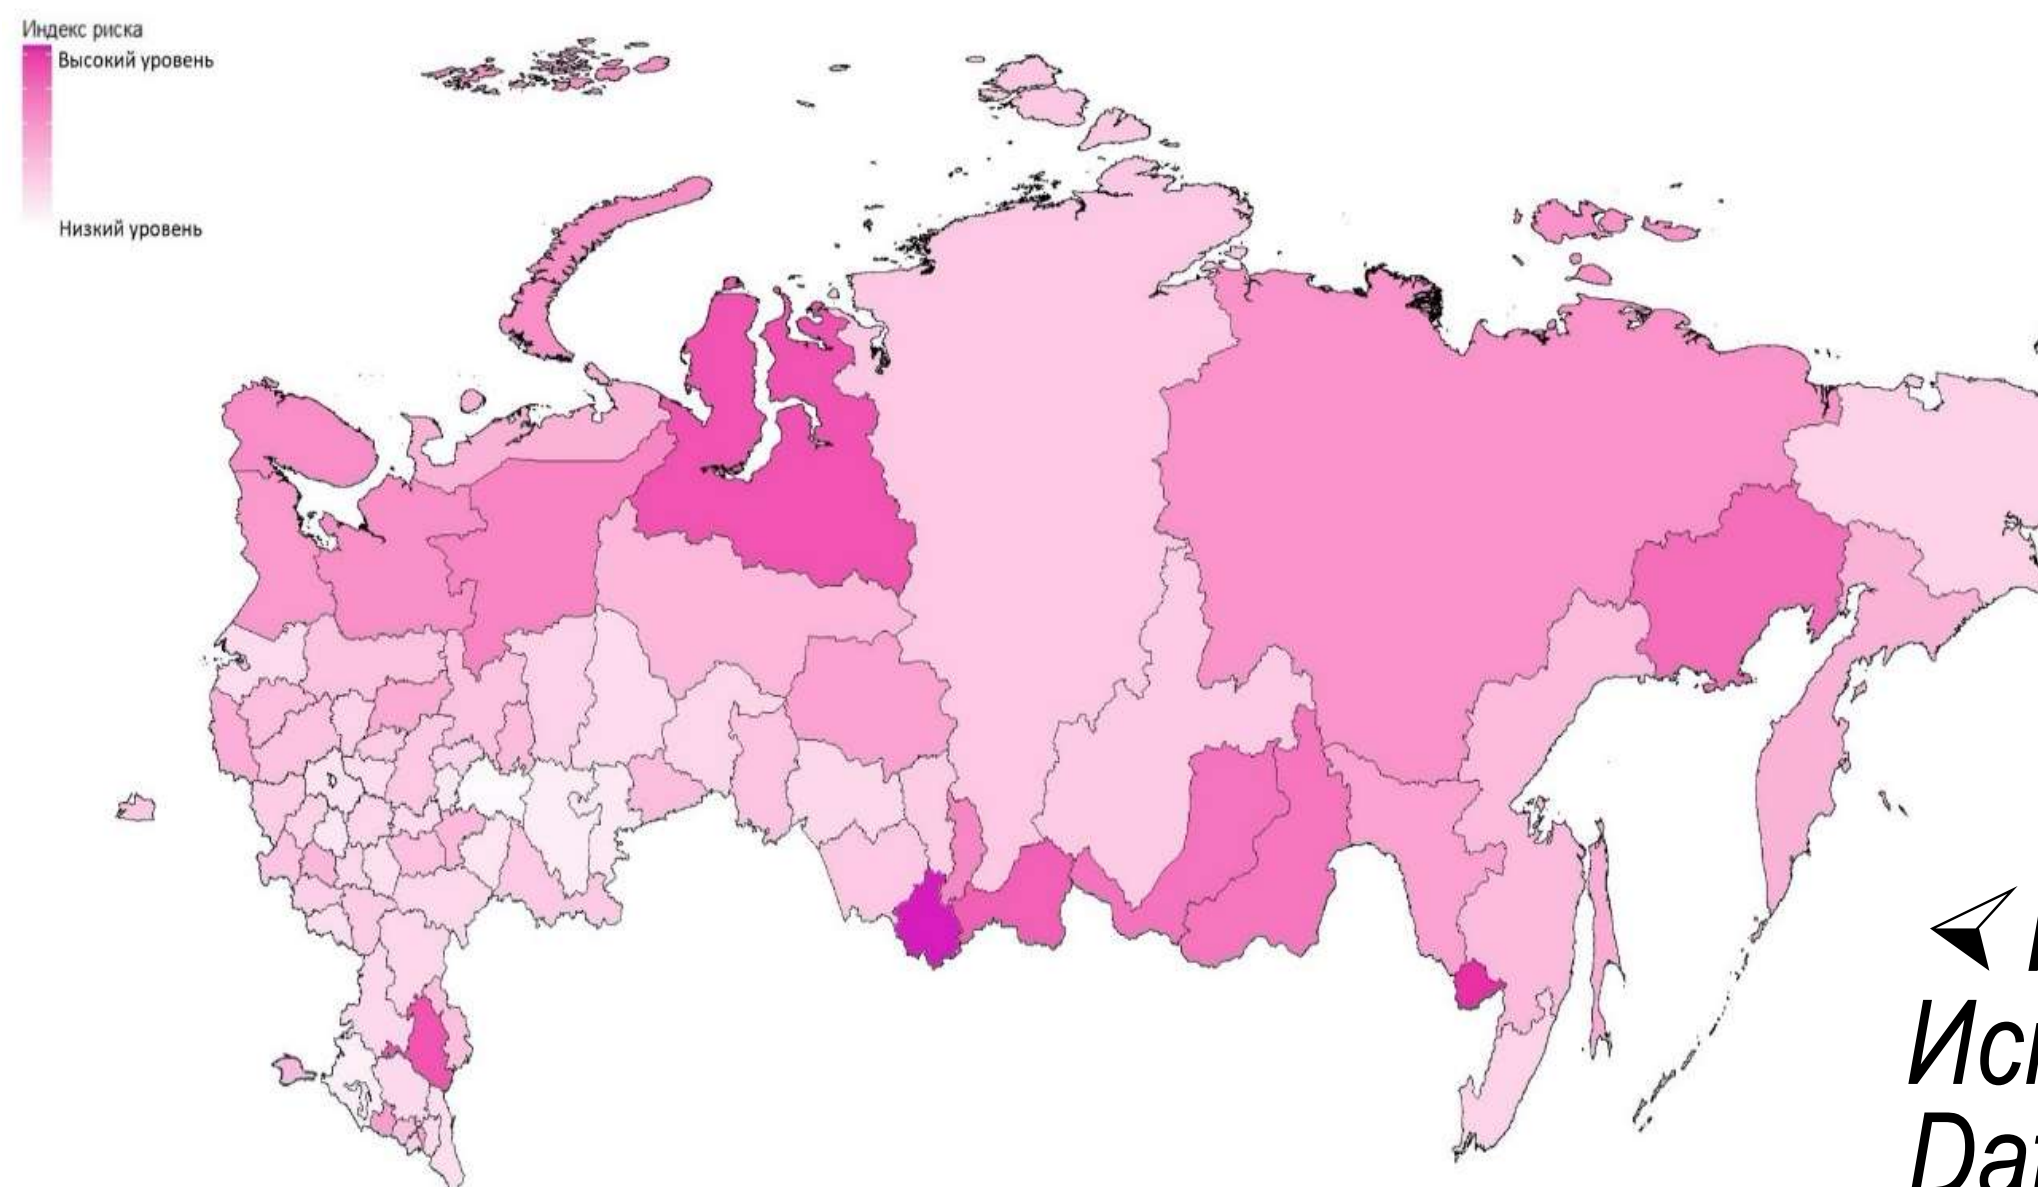 Индекс риска
Высокий уровень
Низкий уровень